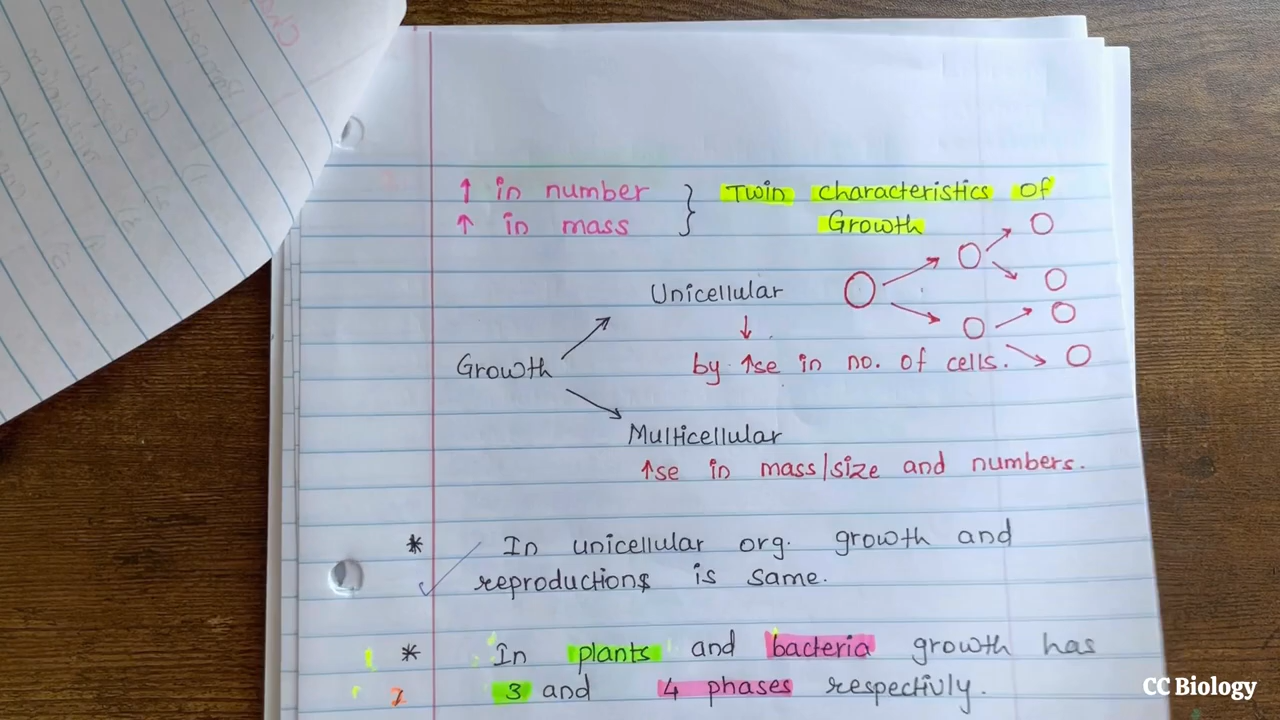 ↑ in number } Twin characteristics of
↑ in mass Growth
Unicellular
↓
by ↑se in no. of cells.
Growth
Multicellular
↑se in mass/size and numbers.
* In unicellular org. growth and
reproductions is same.
* In plants and bacteria growth has
3 and 4 phases respectivly.
CC Biology